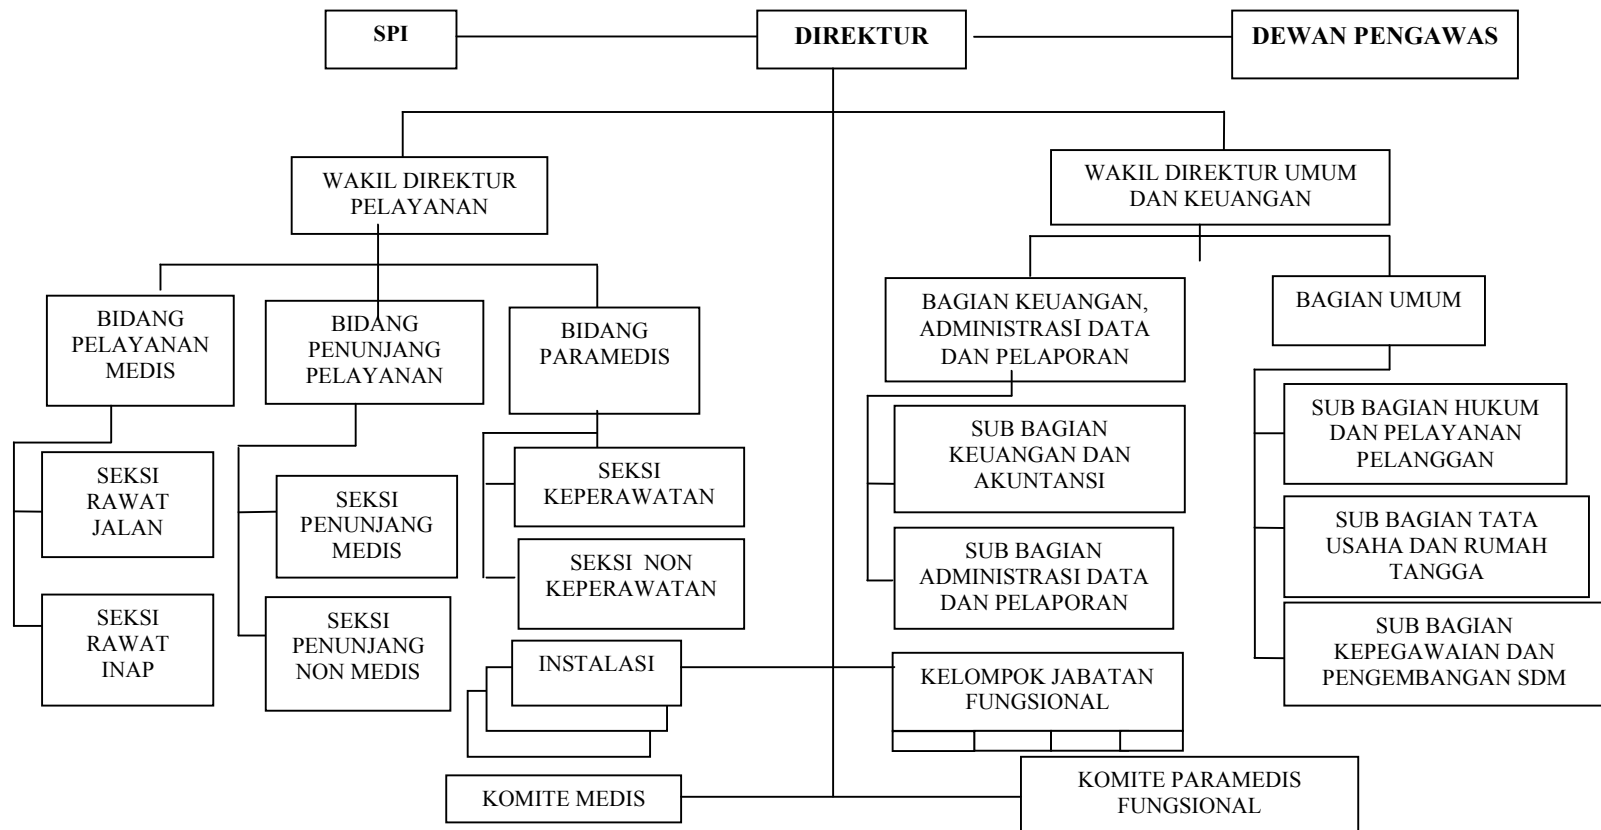 SPI
DIREKTUR
DEWAN PENGAWAS
WAKIL DIREKTUR
PELAYANAN
WAKIL DIREKTUR UMUM
DAN KEUANGAN
BIDANG
PELAYANAN
MEDIS
BIDANG
PENUNJANG
PELAYANAN
BIDANG
PARAMEDIS
BAGIAN KEUANGAN,
ADMINISTRASI DATA
DAN PELAPORAN
BAGIAN UMUM
SEKSI
RAWAT
JALAN
SEKSI
RAWAT
INAP
SEKSI
PENUNJANG
MEDIS
SEKSI
PENUNJANG
NON MEDIS
SEKSI
KEPERAWATAN
SEKSI NON
KEPERAWATAN
SUB BAGIAN
KEUANGAN DAN
AKUNTANSI
SUB BAGIAN
ADMINISTRASI DATA
DAN PELAPORAN
SUB BAGIAN HUKUM
DAN PELAYANAN
PELANGGAN
SUB BAGIAN TATA
USAHA DAN RUMAH
TANGGA
SUB BAGIAN
KEPEGAWAIAN DAN
PENGEMBANGAN SDM
INSTALASI
KELOMPOK JABATAN
FUNGSIONAL
KOMITE MEDIS
KOMITE PARAMEDIS
FUNGSIONAL